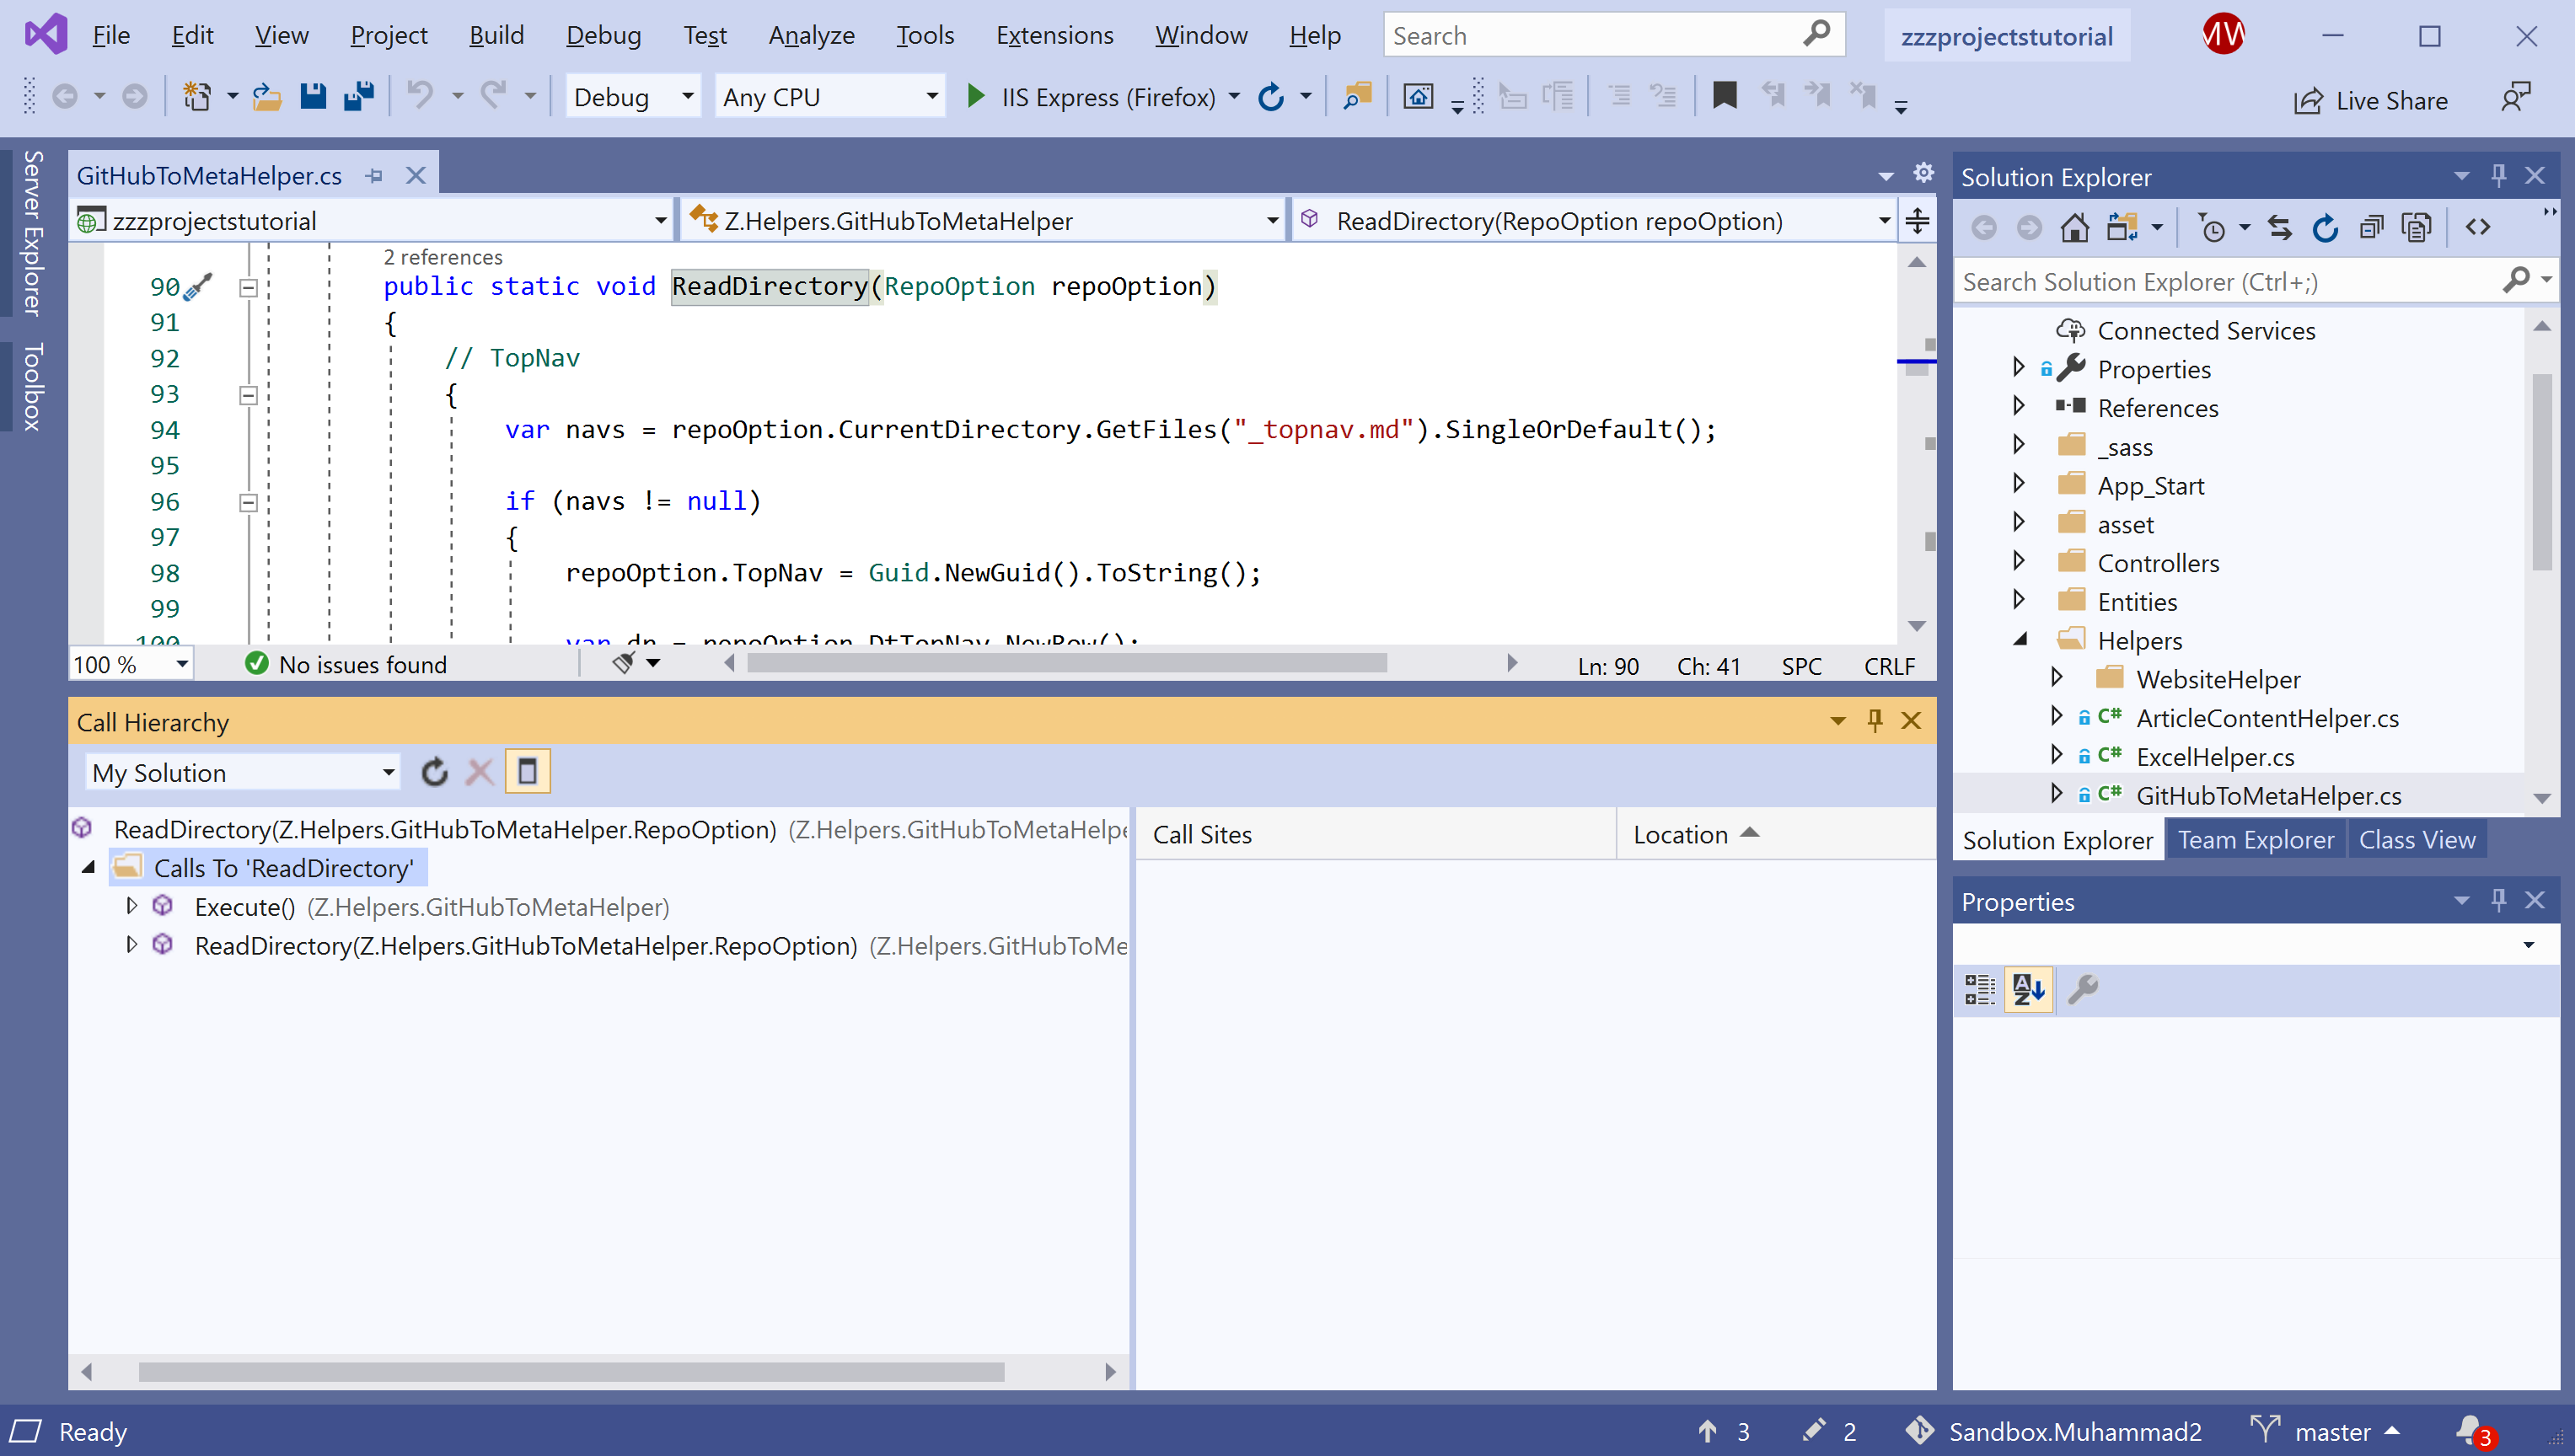 File Edit View Project Build Debug Test Analyze Tools Extensions Window Help Search zzzprojectstutorial MW
Debug Any CPU IIS Express (Firefox) Live Share
Server Explorer
Toolbox
GitHubToMetaHelper.cs
zzzprojectstutorial Z.Helpers.GitHubToMetaHelper ReadDirectory(RepoOption repoOption)
2 references
90 public static void ReadDirectory(RepoOption repoOption)
91 {
92 // TopNav
93 {
94 var navs = repoOption.CurrentDirectory.GetFiles("_topnav.md").SingleOrDefault();
95
96 if (navs != null)
97 {
98 repoOption.TopNav = Guid.NewGuid().ToString();
99
100 var dr = repoOption.DtTopNav.NewRow();
100 % No issues found Ln: 90 Ch: 41 SPC CRLF
Call Hierarchy
My Solution
ReadDirectory(Z.Helpers.GitHubToMetaHelper.RepoOption) (Z.Helpers.GitHubToMetaHelpe
Calls To 'ReadDirectory'
Execute() (Z.Helpers.GitHubToMetaHelper)
ReadDirectory(Z.Helpers.GitHubToMetaHelper.RepoOption) (Z.Helpers.GitHubToMe
Call Sites Location
Solution Explorer
Search Solution Explorer (Ctrl+;)
Connected Services
Properties
References
_sass
App_Start
asset
Controllers
Entities
Helpers
WebsiteHelper
C# ArticleContentHelper.cs
C# ExcelHelper.cs
C# GitHubToMetaHelper.cs
Solution Explorer Team Explorer Class View
Properties
AZ
Ready 3 2 Sandbox.Muhammad2 master 3